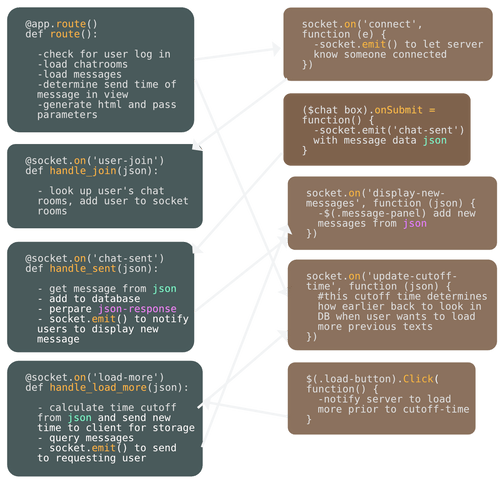 @app.route()
def route():
-check for user log in
-load chatrooms
-load messages
-determine send time of
message in view
-generate html and pass
parameters
@socket.on('user-join')
def handle_join(json):
- look up user's chat
rooms, add user to socket
rooms
@socket.on('chat-sent')
def handle_sent(json):
- get message from json
- add to database
- perpare json-response
- socket.emit() to notify
users to display new
message
@socket.on('load-more')
def handle_load_more(json):
- calculate time cutoff
from json and send new
time to client for storage
- query messages
- socket.emit() to send
to requesting user
socket.on('connect',
function (e) {
-socket.emit() to let server
know someone connected
})
($chat box).onSubmit =
function() {
-socket.emit('chat-sent')
with message data json
}
socket.on('display-new-
messages', function (json) {
-$(.message-panel) add new
messages from json
})
socket.on('update-cutoff-
time', function (json) {
#this cutoff time determines
how earlier back to look in
DB when user wants to load
more previous texts
})
$(.load-button).Click(
function() {
-notify server to load
more prior to cutoff-time
}